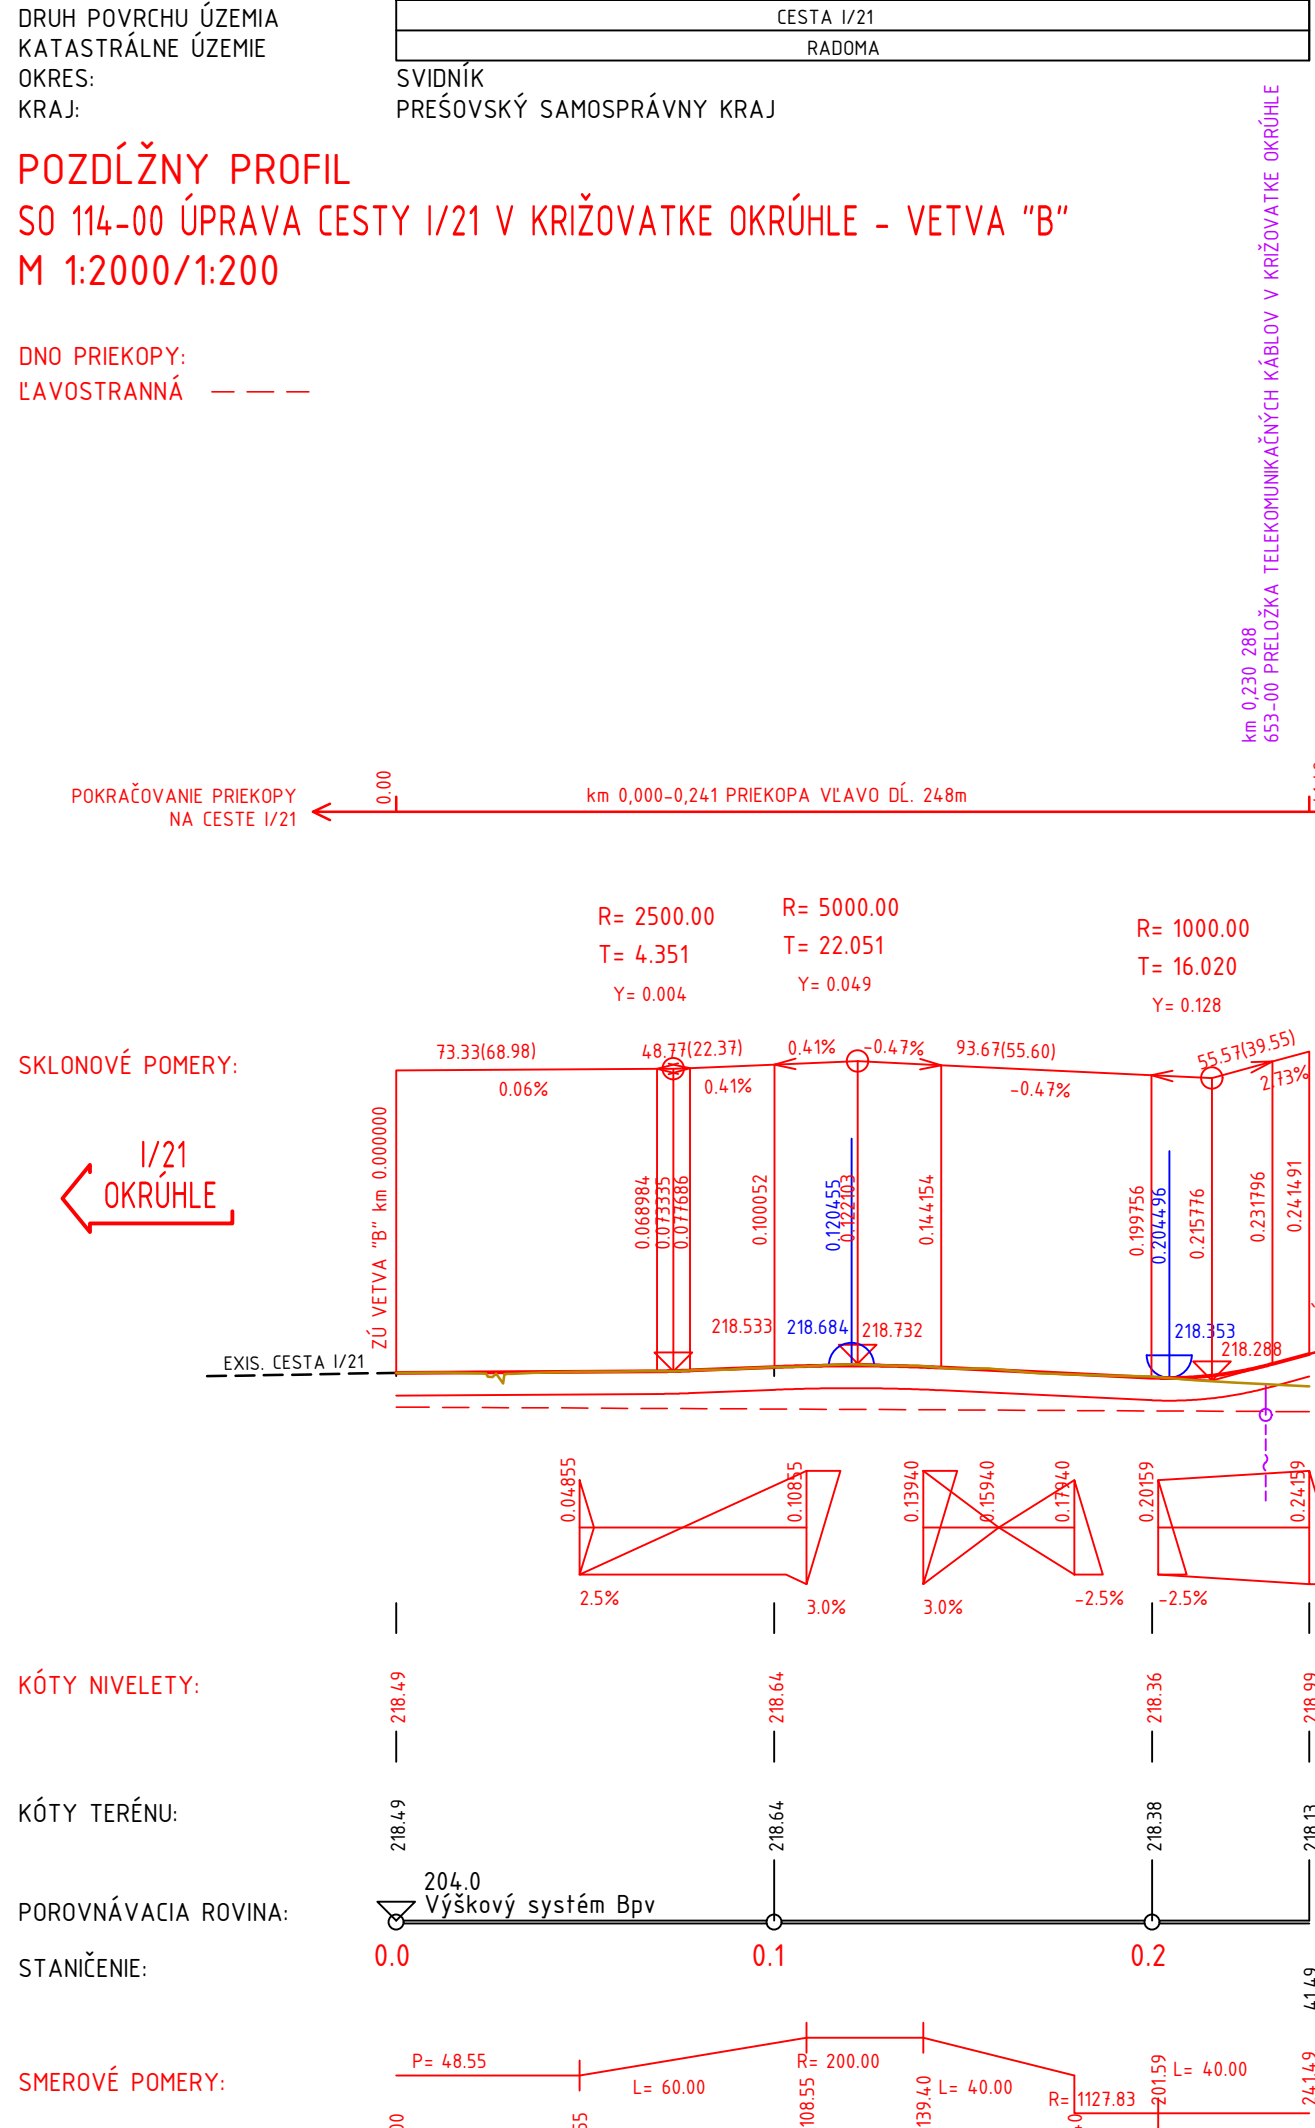 DRUH POVRCHU ÚZEMIA
CESTA I/21
KATASTRÁLNE ÚZEMIE
RADOMA
OKRES:
SVIDNÍK
KRAJ:
PREŠOVSKÝ SAMOSPRÁVNY KRAJ
POZDĹŽNY PROFIL
SO 114-00 ÚPRAVA CESTY I/21 V KRIŽOVATKE OKRÚHLE - VETVA "B"
M 1:2000/1:200
DNO PRIEKOPY:
ĽAVOSTRANNÁ
km 0,230 288
653-00 PRELOŽKA TELEKOMUNIKAČNÝCH KÁBLOV V KRIŽOVATKE OKRÚHLE
POKRAČOVANIE PRIEKOPY
NA CESTE I/21
0.00
km 0,000-0,241 PRIEKOPA VĽAVO DĹ. 248m
R= 2500.00
T= 4.351
Y= 0.004
R= 5000.00
T= 22.051
Y= 0.049
R= 1000.00
T= 16.020
Y= 0.128
SKLONOVÉ POMERY:
73.33(68.98)
0.06%
48.77(22.37)
0.41%
0.41%
-0.47%
93.67(55.60)
-0.47%
55.57(39.55)
2.73%
I/21
OKRÚHLE
ZÚ VETVA "B" km 0.000000
0.068984
0.073335
0.077686
0.100052
0.120455
0.122103
0.144154
0.199756
0.204496
0.215776
0.231796
0.241491
218.533
218.684
218.732
218.353
218.288
EXIS. CESTA I/21
0.04855
0.10855
0.13940
0.15940
0.17940
0.20159
0.24159
2.5%
3.0%
3.0%
-2.5%
-2.5%
KÓTY NIVELETY:
218.49
218.64
218.36
218.99
KÓTY TERÉNU:
218.49
218.64
218.38
218.13
POROVNÁVACIA ROVINA:
204.0
Výškový systém Bpv
STANIČENIE:
0.0
0.1
0.2
41.49
SMEROVÉ POMERY:
P= 48.55
L= 60.00
R= 200.00
L= 40.00
R= 1127.83
L= 40.00
108.55
139.40
201.59
241.49